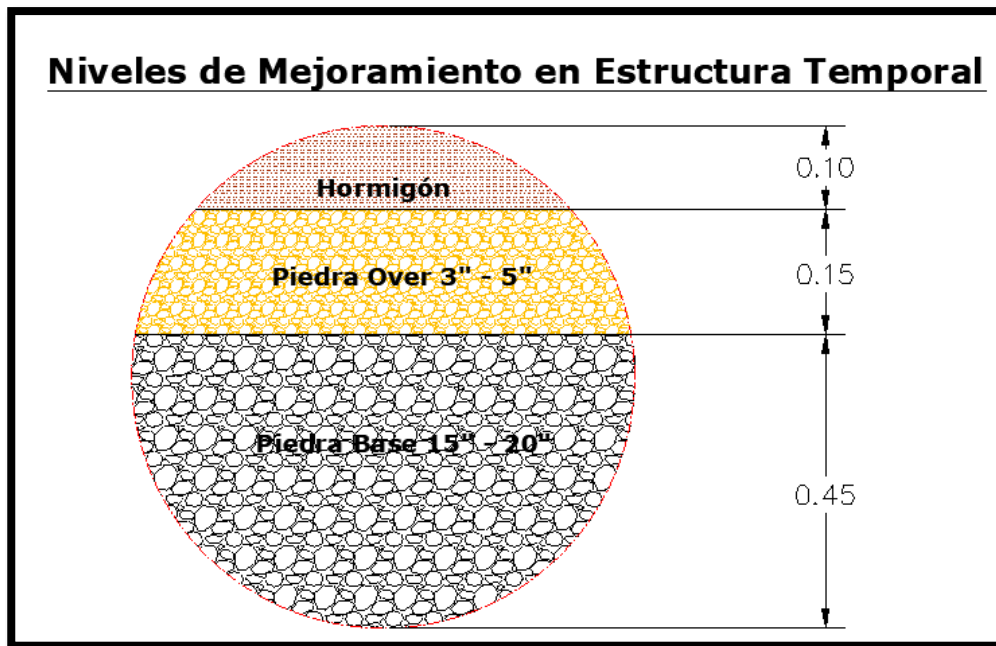 Niveles de Mejoramiento en Estructura Temporal
0.10
Hormigón
0.15
Piedra Over 3" - 5"
Piedra Base 15" - 20"
0.45